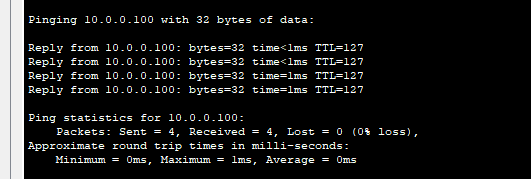 Pinging 10.0.0.100 with 32 bytes of data:
Reply from 10.0.0.100: bytes=32 time<1ms TTL=127
Reply from 10.0.0.100: bytes=32 time<1ms TTL=127
Reply from 10.0.0.100: bytes=32 time=1ms TTL=127
Reply from 10.0.0.100: bytes=32 time=1ms TTL=127
Ping statistics for 10.0.0.100:
Packets: Sent = 4, Received = 4, Lost = 0 (0% loss),
Approximate round trip times in milli-seconds:
Minimum = 0ms, Maximum = 1ms, Average = 0ms